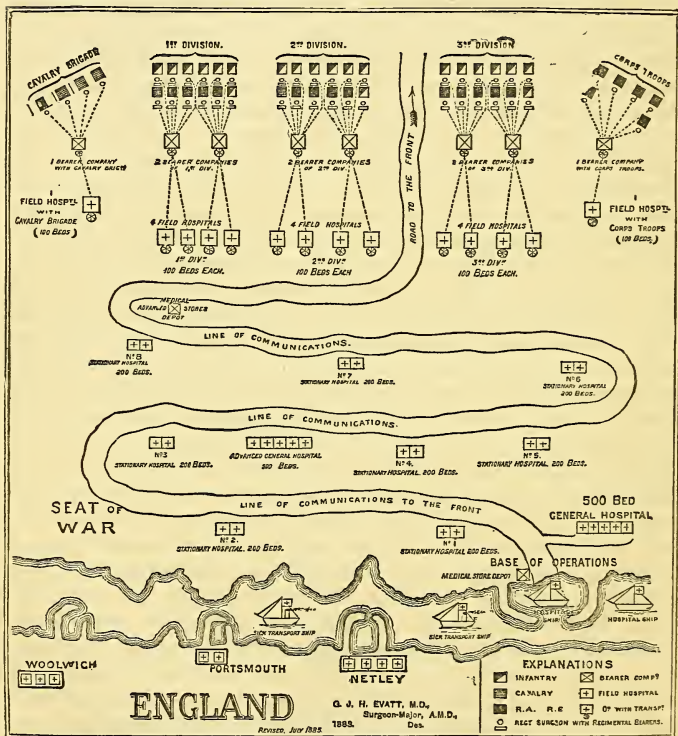 1ST DIVISION.
2ND DIVISION.
3RD DIVISION
CAVALRY BRIGADE
CORPS TROOPS
1 BEARER COMPANY
WITH CAVALRY BRIGDE
2 BEARER COMPANIES
OF 1ST DIV.
2 BEARER COMPANIES
OF 2ND DIV.
2 BEARER COMPANIES
OF 3RD DIV.
1 BEARER COMPANY
WITH CORPS TROOPS.
1
FIELD HOSPTL
WITH
CAVALRY BRIGADE
(100 BEDS)
4 FIELD HOSPITALS
1ST DIVN
100 BEDS EACH.
4 FIELD HOSPITALS
2ND DIVN
100 BEDS EACH
4 FIELD HOSPITALS
3RD DIVN
100 BEDS EACH.
1
FIELD HOSPTL
WITH
CORPS TROOPS
(100 BEDS)
ROAD TO THE FRONT
MEDICAL
ADVANCED STORES
DEPOT
LINE OF COMMUNICATIONS.
No 8
STATIONARY HOSPITAL
200 BEDS.
No 7
STATIONARY HOSPITAL 200 BEDS.
No 6
STATIONARY HOSPITAL
200 BEDS.
LINE OF COMMUNICATIONS.
No 3
STATIONARY HOSPITAL 200 BEDS.
ADVANCED GENERAL HOSPITAL
500 BEDS.
No 4.
STATIONARY HOSPITAL. 200 BEDS.
No 5.
STATIONARY HOSPITAL. 200 BEDS.
SEAT OF
WAR
LINE OF COMMUNICATIONS TO THE FRONT
500 BED
GENERAL HOSPITAL
No 2.
STATIONARY HOSPITAL. 200 BEDS.
No 1
STATIONARY HOSPITAL 200 BEDS.
BASE OF OPERATIONS
MEDICAL STORE DEPOT
HOSPITAL
SHIP
HOSPITAL SHIP
SICK TRANSPORT SHIP
SICK TRANSPORT SHIP
WOOLWICH
PORTSMOUTH
NETLEY
ENGLAND
REVISED, JULY 1885.
G. J. H. EVATT, M.D.,
Surgeon-Major, A.M.D.,
1883. Des.
EXPLANATIONS
INFANTRY
BEARER COMPY
CAVALRY
FIELD HOSPITAL
R.A. R.E
DO WITH TRANSPT
REGT SURGEON WITH REGIMENTAL BEARERS.